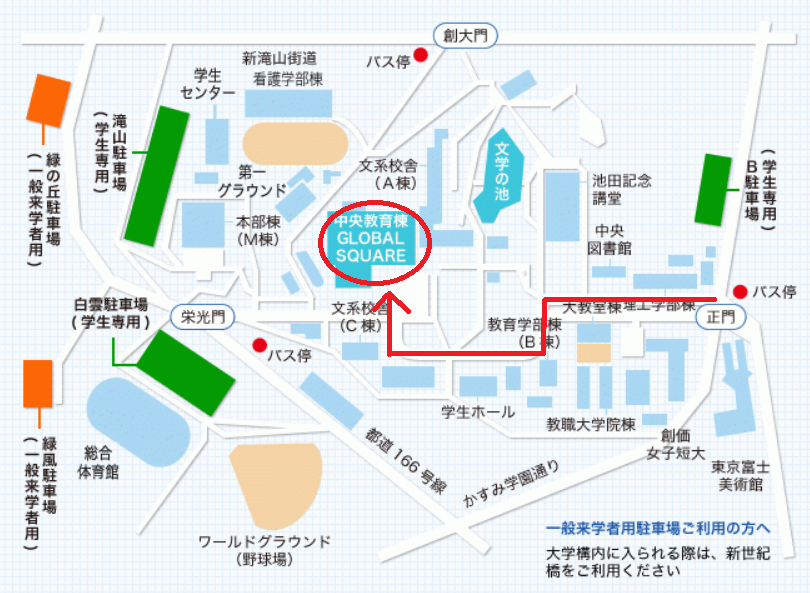 創大門
バス停
新滝山街道
看護学部棟
学生
センター
滝山駐車場
(学生専用)
緑の丘駐車場
(一般来学者用)
第一
グラウンド
文系校舎
(A棟)
文学の池
池田記念
講堂
(学生専用)
B駐車場
本部棟
(M棟)
中央教育棟
GLOBAL
SQUARE
中央
図書館
バス停
白雲駐車場
(学生専用)
栄光門
文系校舎
(C棟)
大教室棟
理工学部棟
正門
教育学部棟
(B棟)
バス停
学生ホール
教職大学院棟
創価
女子短大
東京富士
美術館
総合
体育館
緑風駐車場
(一般来学者用)
都道166号線
かすみ学園通り
ワールドグラウンド
(野球場)
一般来学者用駐車場ご利用の方へ
大学構内に入られる際は、新世紀
橋をご利用ください